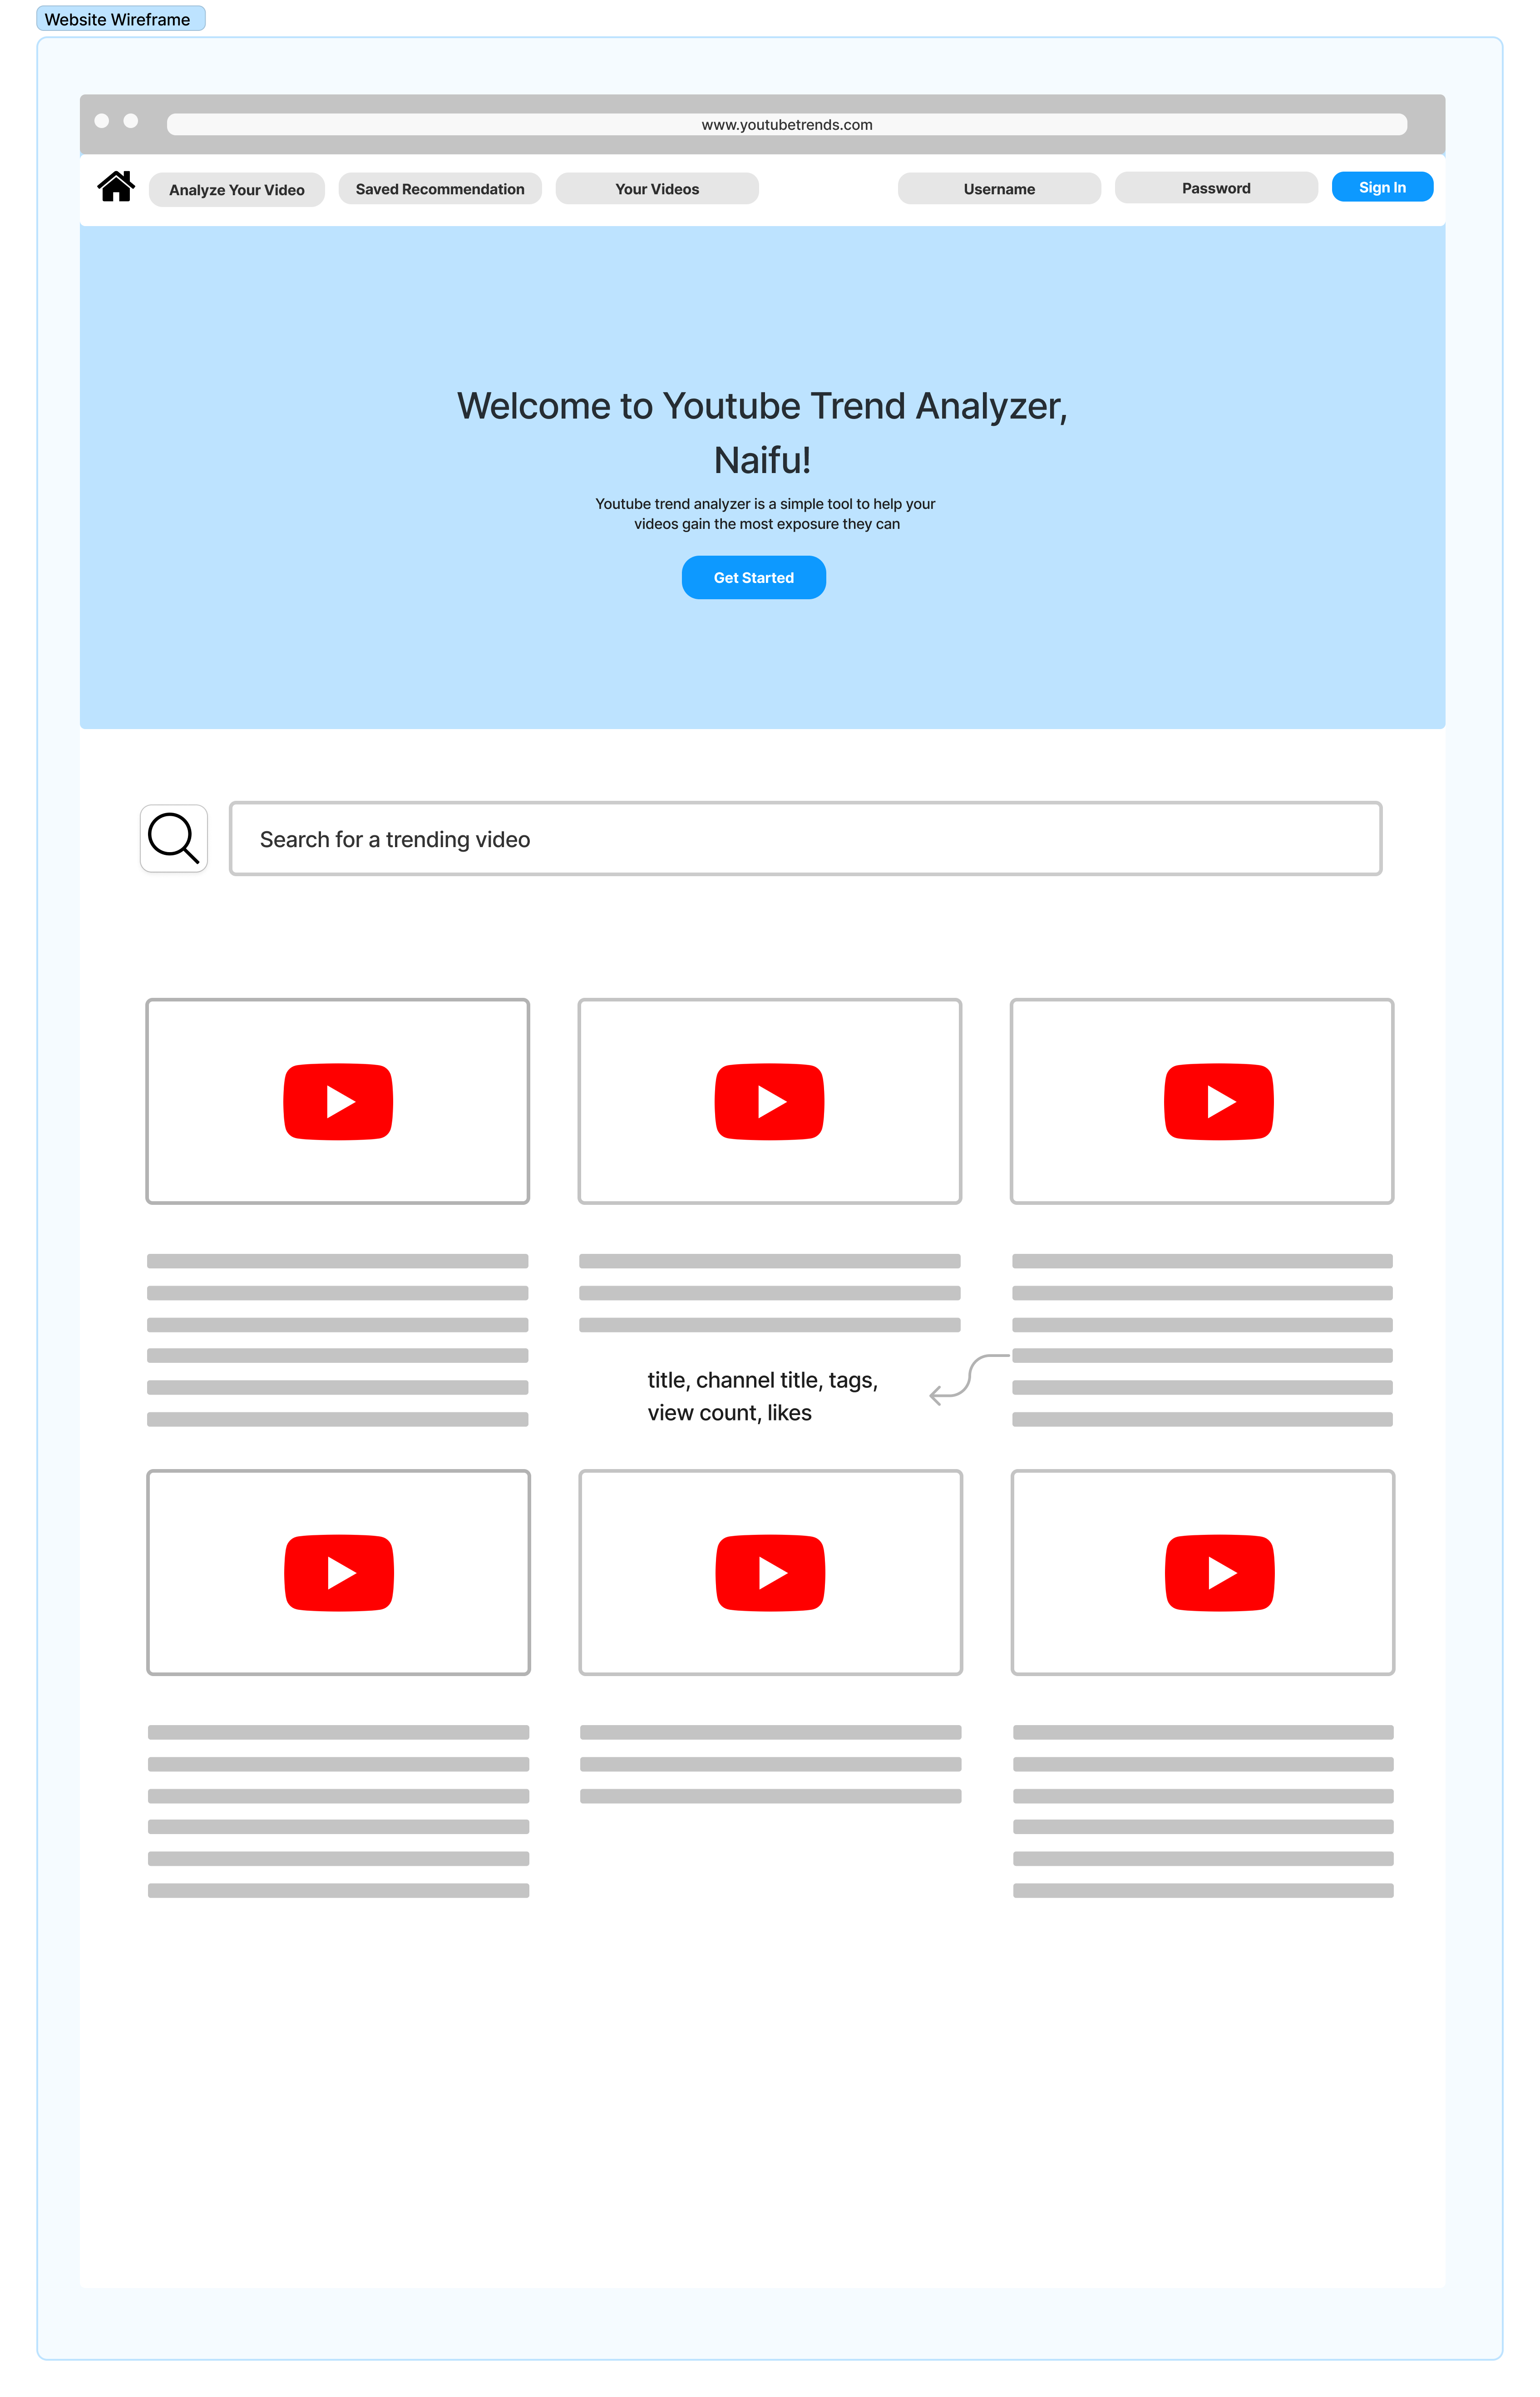 Website Wireframe
www.youtubetrends.com
Analyze Your Video
Saved Recommendation
Your Videos
Username
Password
Sign In
Welcome to Youtube Trend Analyzer,
Naifu!
Youtube trend analyzer is a simple tool to help your
videos gain the most exposure they can
Get Started
Search for a trending video
title, channel title, tags,
view count, likes